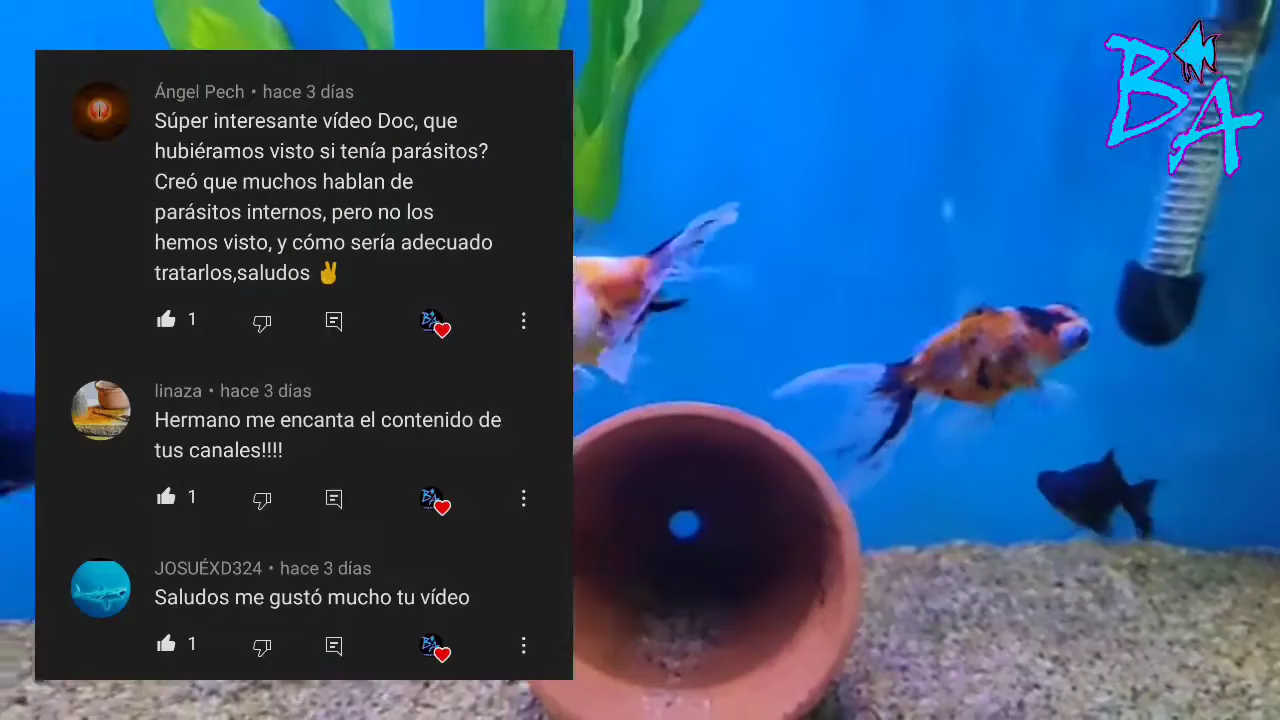 BA
Ángel Pech • hace 3 días
Súper interesante vídeo Doc, que
hubiéramos visto si tenía parásitos?
Creó que muchos hablan de
parásitos internos, pero no los
hemos visto, y cómo sería adecuado
tratarlos,saludos ✌
1
linaza • hace 3 días
Hermano me encanta el contenido de
tus canales!!!!
1
JOSUÉXD324 • hace 3 días
Saludos me gustó mucho tu vídeo
1